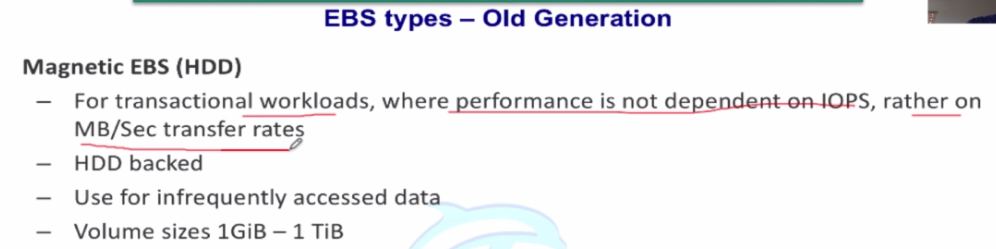 EBS types – Old Generation
Magnetic EBS (HDD)
– For transactional workloads, where performance is not dependent on IOPS, rather on
MB/Sec transfer rates
– HDD backed
– Use for infrequently accessed data
– Volume sizes 1GiB – 1 TiB